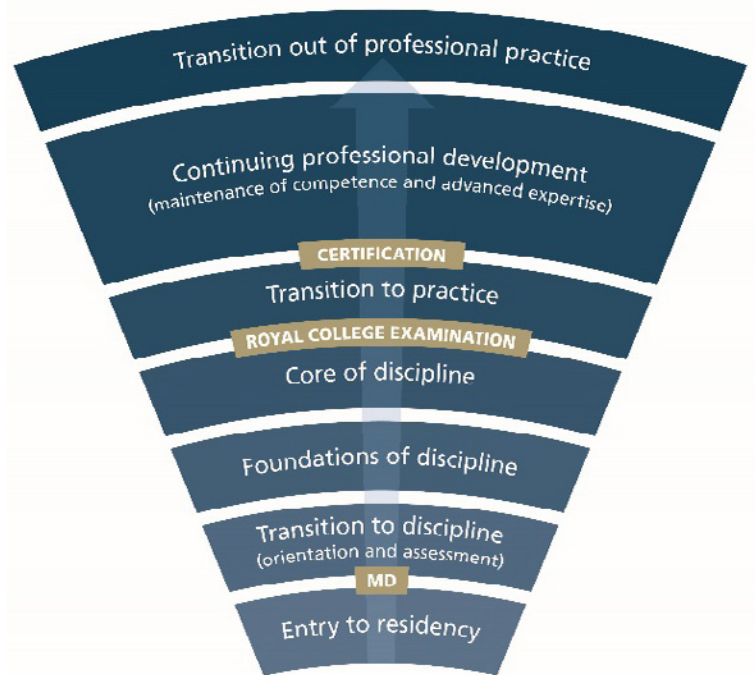 Transition out of professional practice
Continuing professional development
(maintenance of competence and advanced expertise)
CERTIFICATION
Transition to practice
ROYAL COLLEGE EXAMINATION
Core of discipline
Foundations of discipline
Transition to discipline
(orientation and assessment)
MD
Entry to residency